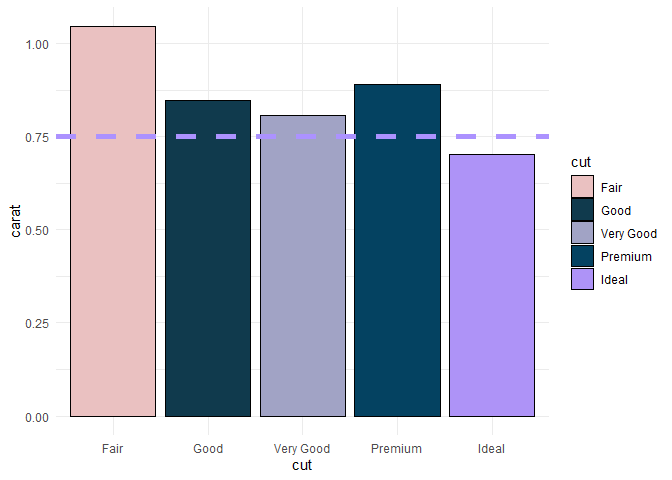 1.00
0.75
0.50
0.25
0.00
carat
Fair Good Very Good Premium Ideal
cut
cut
Fair
Good
Very Good
Premium
Ideal